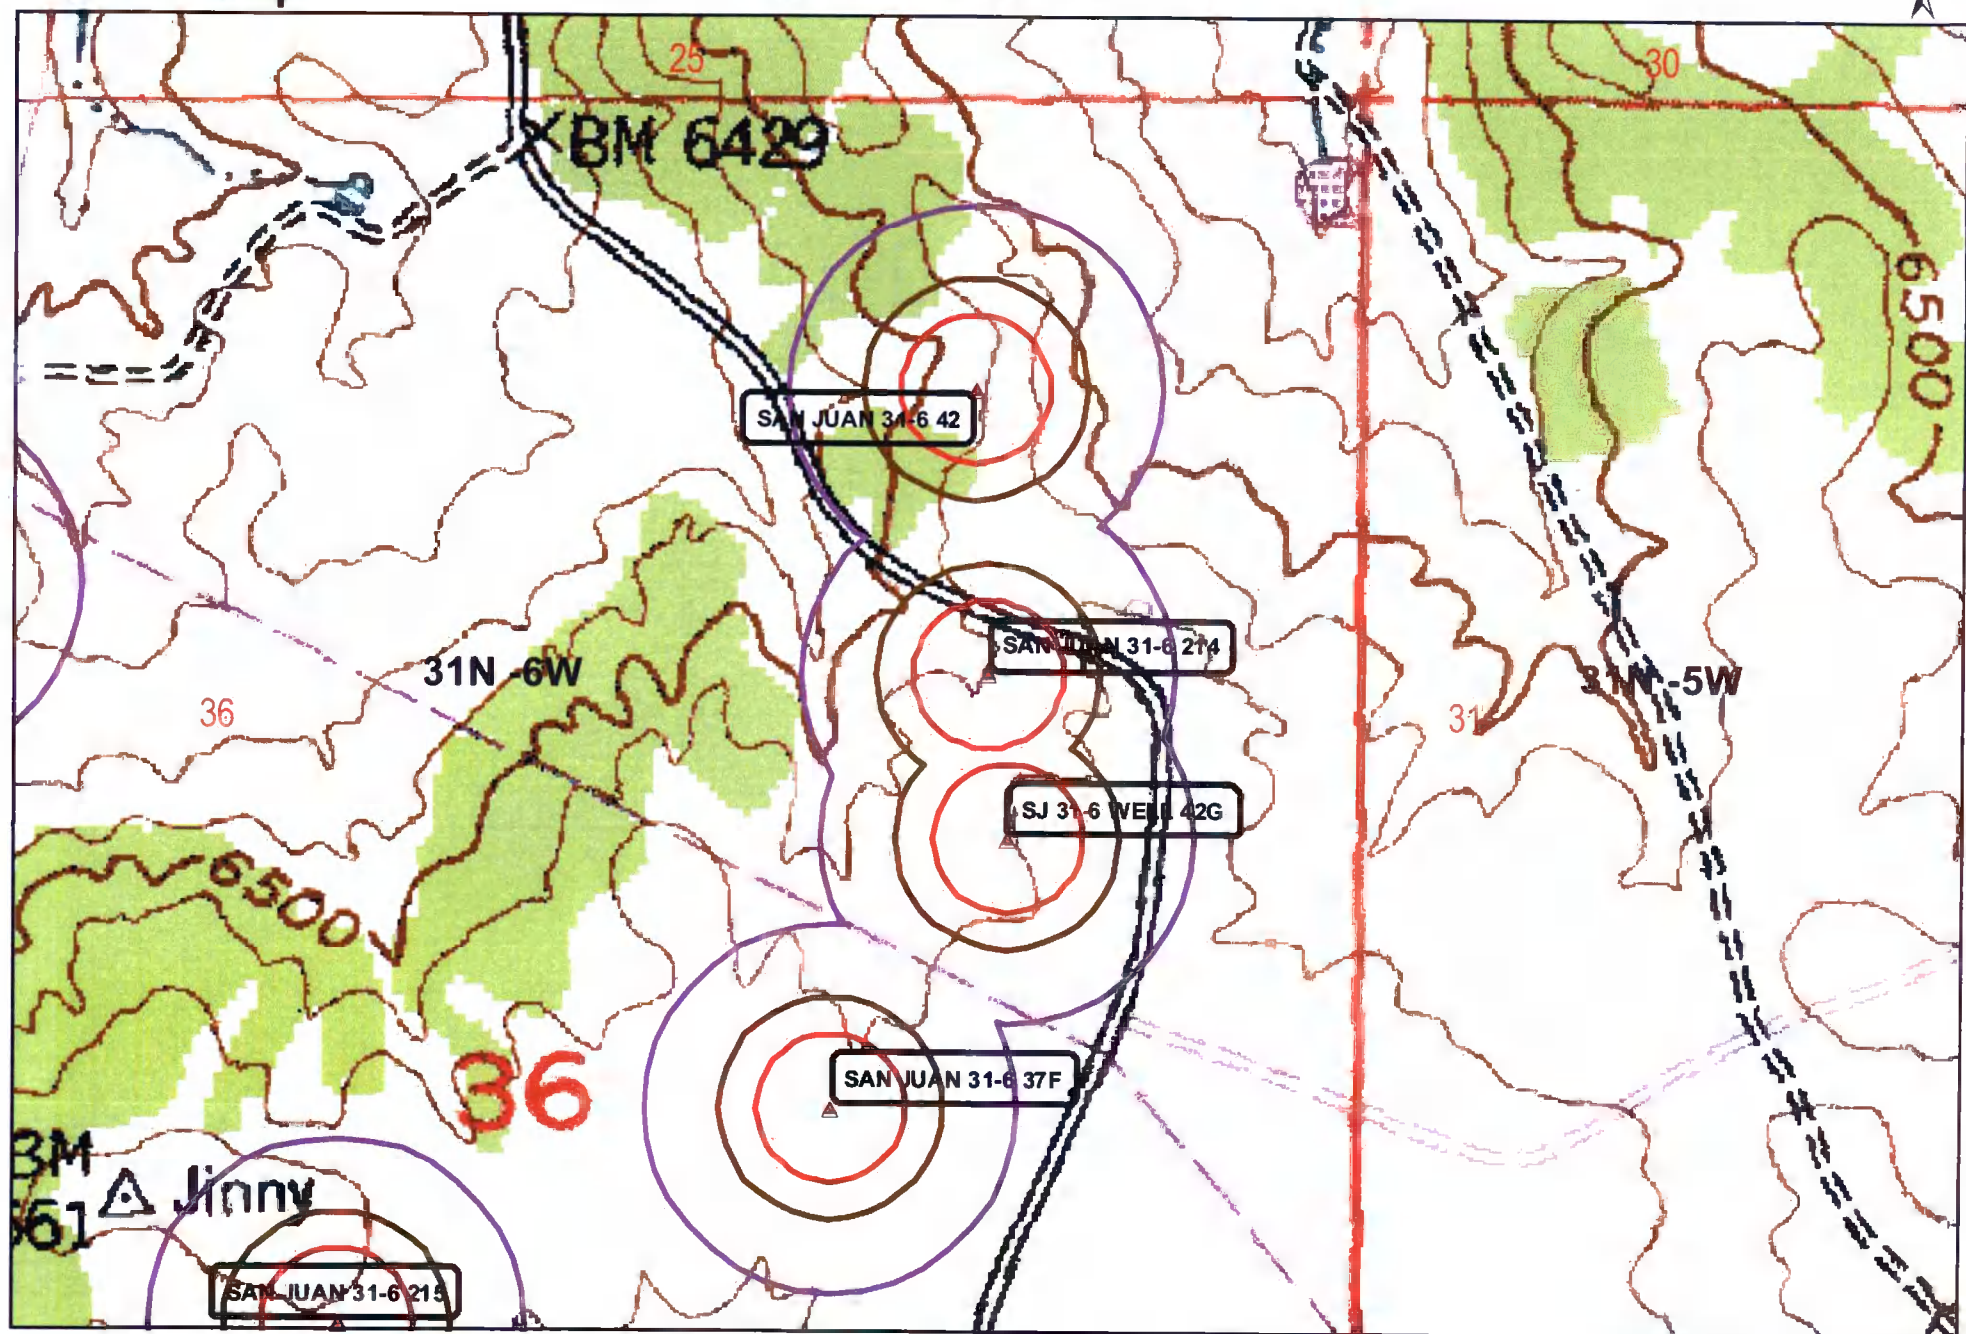 25
30
BM 6429
6500
SAN JUAN 31-6 42
SAN JUAN 31-6 214
31N -6W
31N -5W
36
31
SJ 31-6 WELL 42G
6500
36
SAN JUAN 31-6 37F
BM
Jinny
661
SAN JUAN 31-6 215